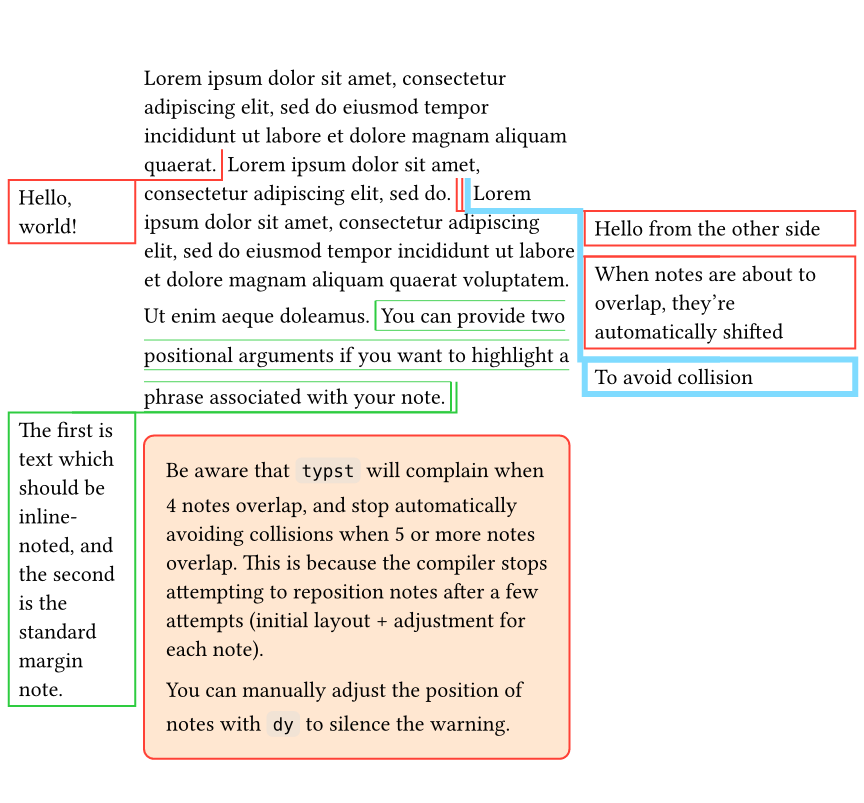 Lorem ipsum dolor sit amet, consectetur
adipiscing elit, sed do eiusmod tempor
incididunt ut labore et dolore magnam aliquam
quaerat. Lorem ipsum dolor sit amet,
consectetur adipiscing elit, sed do. Lorem
ipsum dolor sit amet, consectetur adipiscing
elit, sed do eiusmod tempor incididunt ut labore
et dolore magnam aliquam quaerat voluptatem.
Ut enim aeque doleamus. You can provide two
positional arguments if you want to highlight a
phrase associated with your note.
Hello,
world!
Hello from the other side
When notes are about to
overlap, they're
automatically shifted
To avoid collision
The first is
text which
should be
inline-
noted, and
the second
is the
standard
margin
note.
Be aware that typst will complain when
4 notes overlap, and stop automatically
avoiding collisions when 5 or more notes
overlap. This is because the compiler stops
attempting to reposition notes after a few
attempts (initial layout + adjustment for
each note).
You can manually adjust the position of
notes with dy to silence the warning.